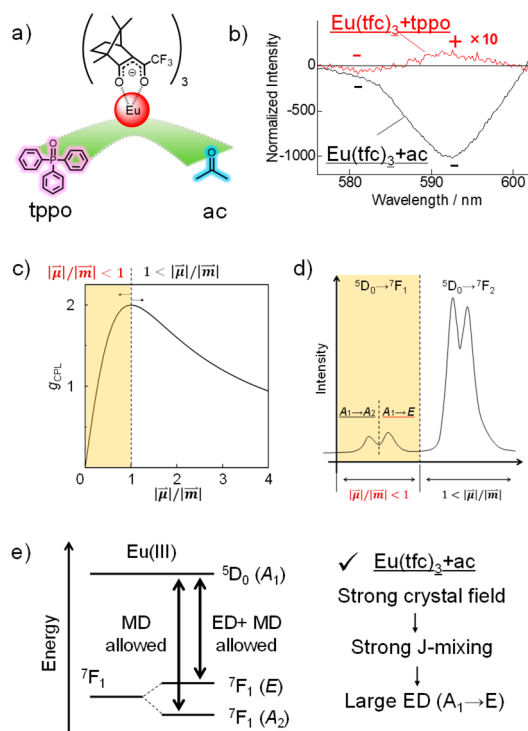 a)
O
O
CF₃
⊖
3
Eu
O
P
tppo
O
ac
b)
Normalized Intensity
Eu(tfc)₃+tppo
− + ×10
0
-500
-1000
−
−
Eu(tfc)₃+ac
580 590 600
Wavelength / nm
c)
|μ⃗|/|m⃗| < 1 1 < |μ⃗|/|m⃗|
gCPL
2
1
0 1 2 3 4
|μ⃗|/|m⃗|
d)
Intensity
⁵D₀→⁷F₁ ⁵D₀→⁷F₂
A₁→A₂ A₁→E
|μ⃗|/|m⃗| < 1 1 < |μ⃗|/|m⃗|
e)
Energy
Eu(III)
⁵D₀ (A₁)
MD
allowed
ED+ MD
allowed
⁷F₁
⁷F₁ (E)
⁷F₁ (A₂)
✓ Eu(tfc)₃+ac
Strong crystal field
↓
Strong J-mixing
↓
Large ED (A₁→E)